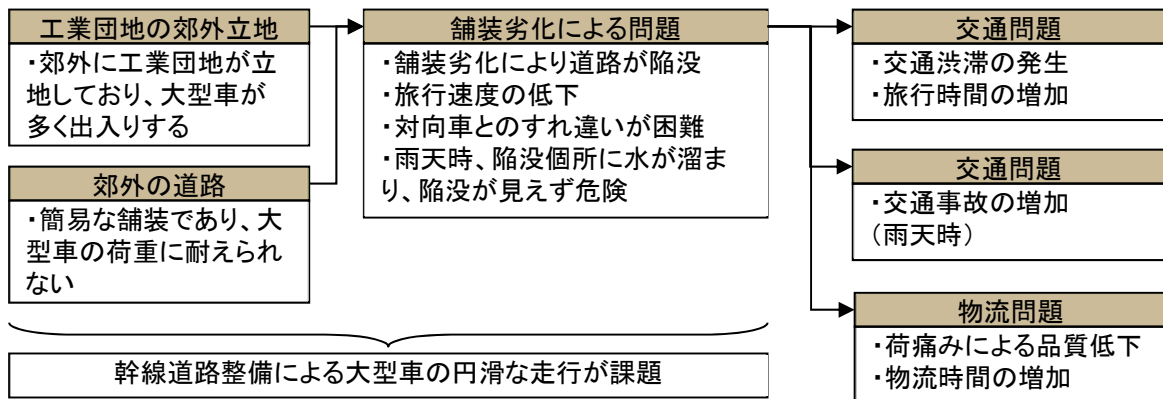 工業団地の郊外立地
・郊外に工業団地が立
地しており、大型車が
多く出入りする
郊外の道路
・簡易な舗装であり、大
型車の荷重に耐えられ
ない
舗装劣化による問題
・舗装劣化により道路が陥没
・旅行速度の低下
・対向車とのすれ違いが困難
・雨天時、陥没個所に水が溜ま
り、陥没が見えず危険
交通問題
・交通渋滞の発生
・旅行時間の増加
交通問題
・交通事故の増加
(雨天時)
物流問題
・荷痛みによる品質低下
・物流時間の増加
幹線道路整備による大型車の円滑な走行が課題